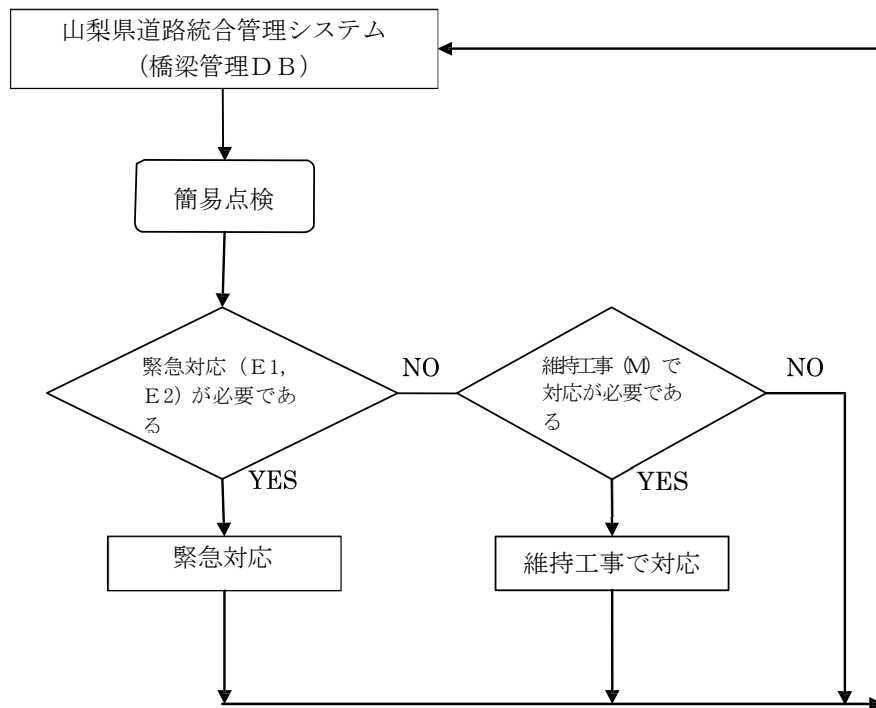 山梨県道路統合管理システム
(橋梁管理ＤＢ)
簡易点検
緊急対応（Ｅ1,
Ｅ2）が必要であ
る
NO
維持工事（M）で
対応が必要であ
る
NO
YES
YES
緊急対応
維持工事で対応